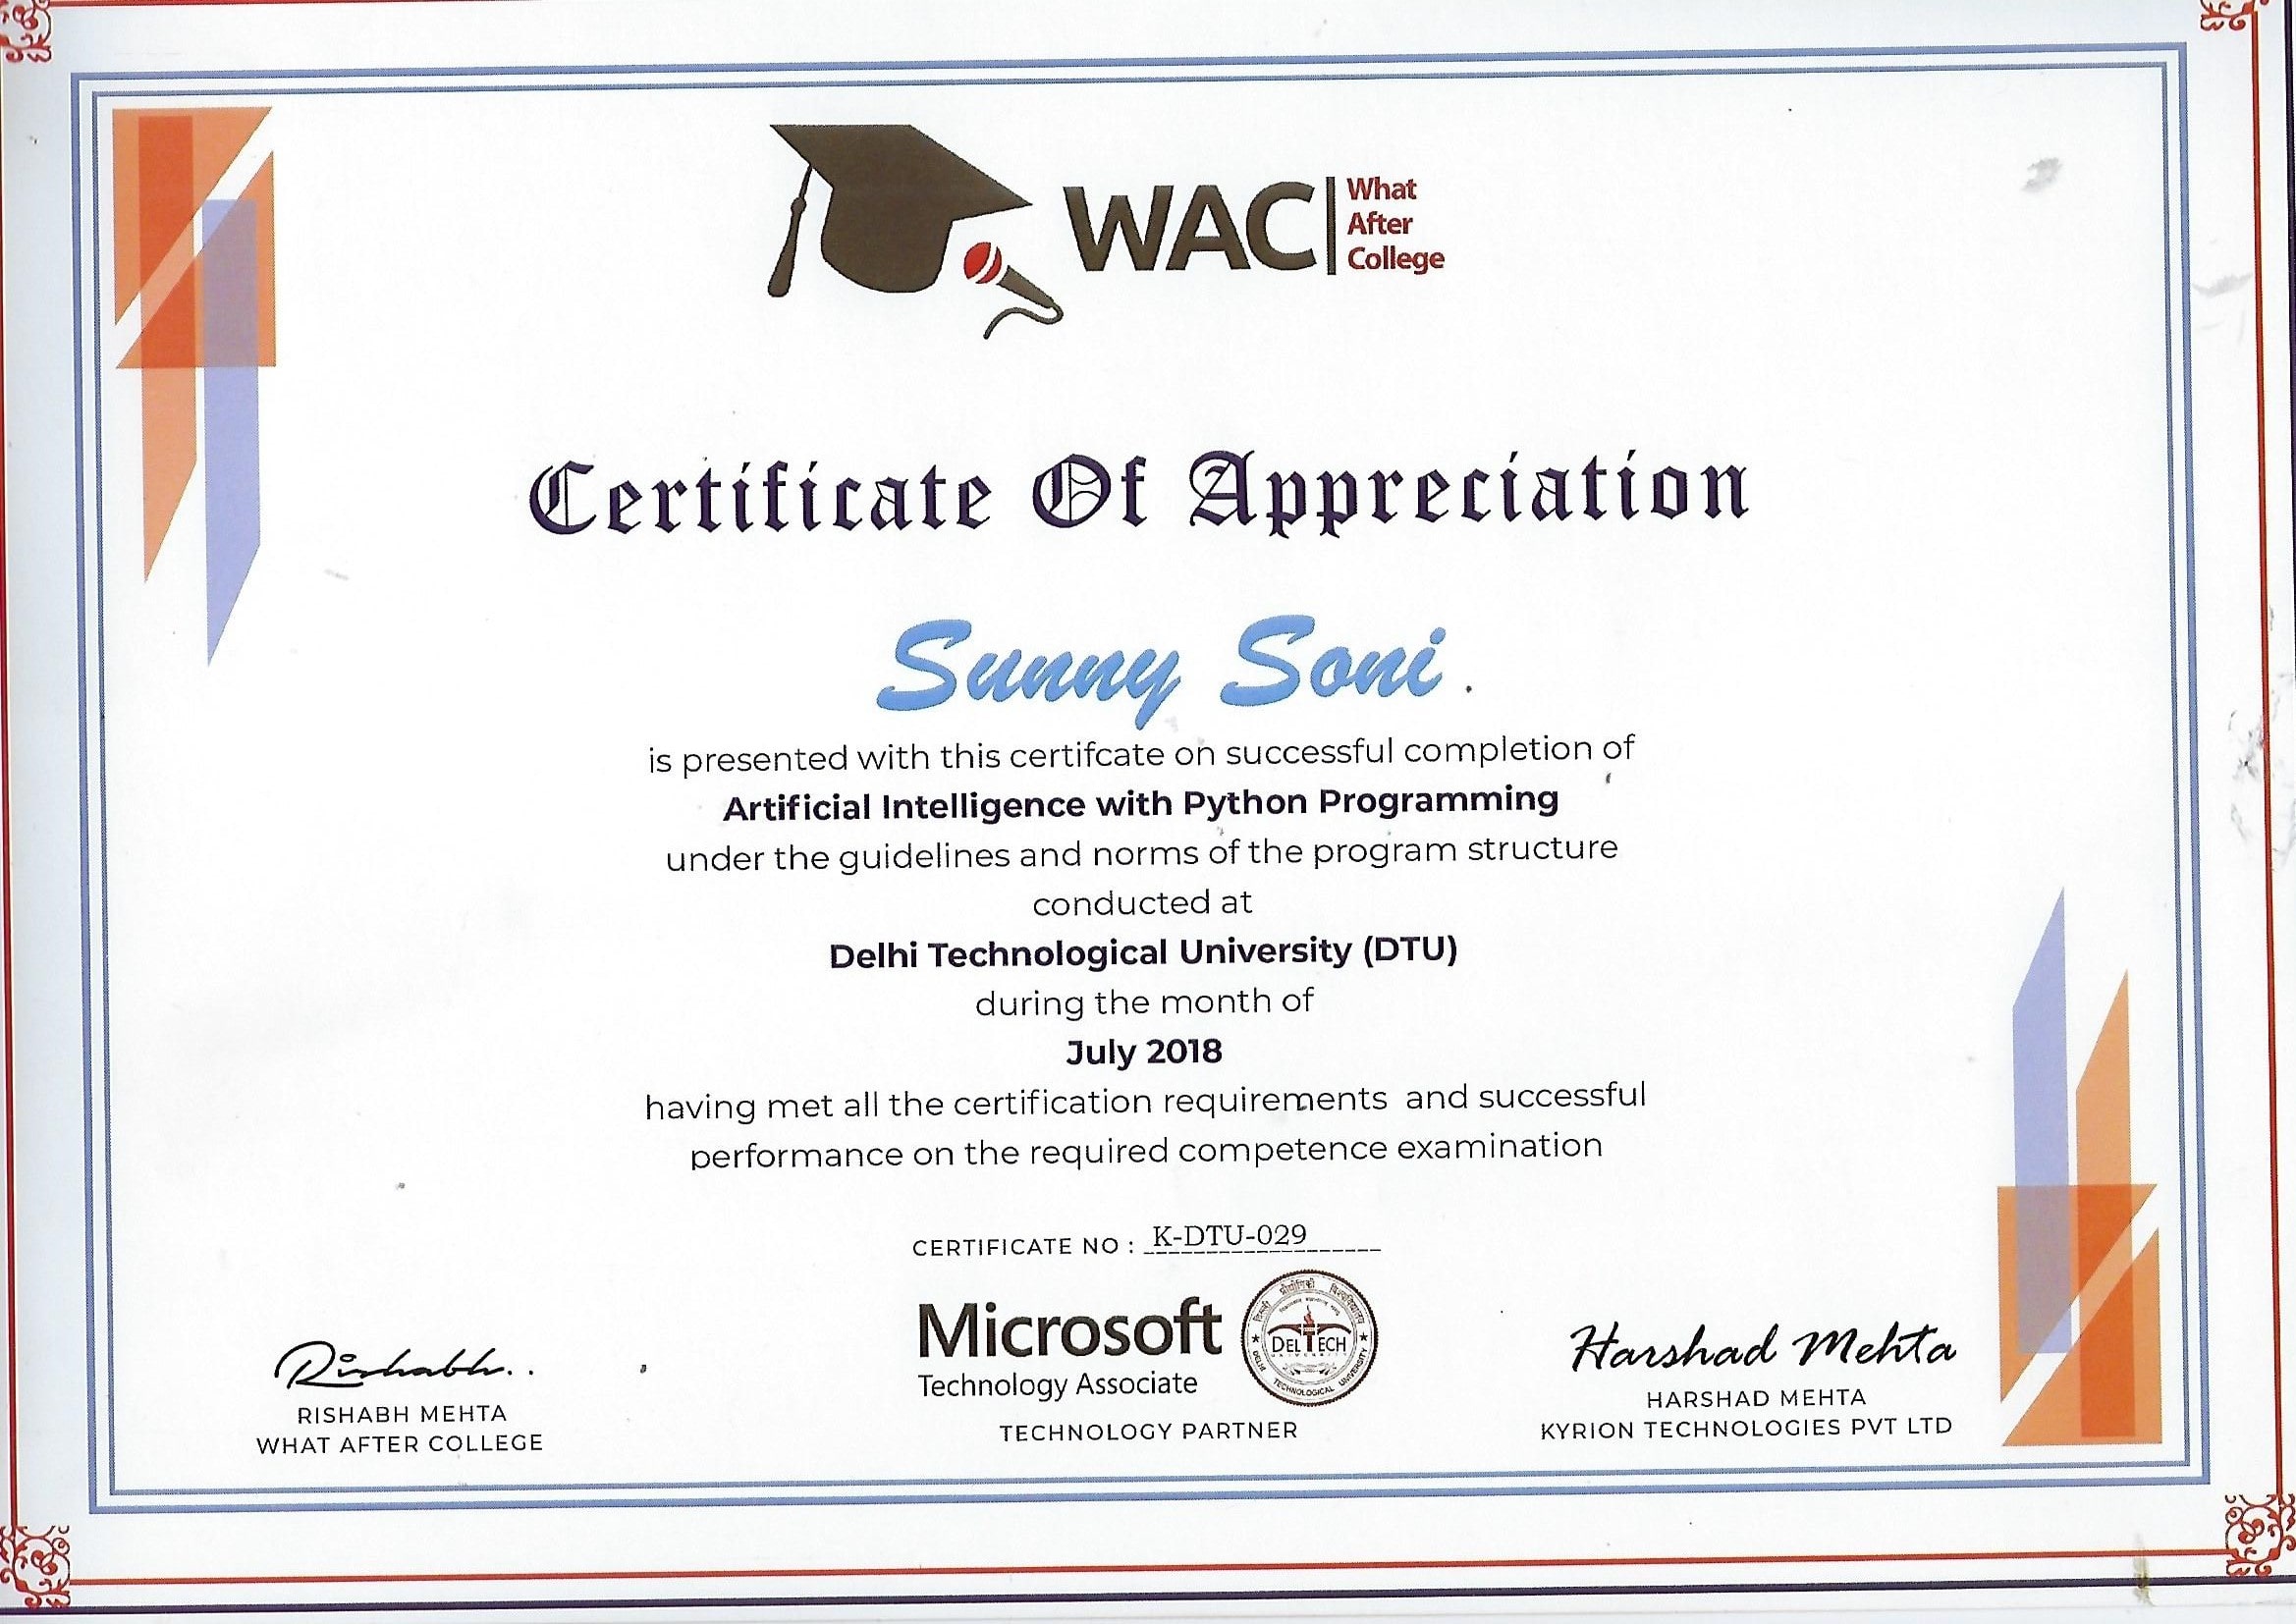 WAC
What
After
College
Certificate Of Appreciation
Sunny Soni
is presented with this certifcate on successful completion of
Artificial Intelligence with Python Programming
under the guidelines and norms of the program structure
conducted at
Delhi Technological University (DTU)
during the month of
July 2018
having met all the certification requirements and successful
performance on the required competence examination
CERTIFICATE NO : K-DTU-029
Microsoft
Technology Associate
DELTECH
DELHI TECHNOLOGICAL UNIVERSITY
TECHNOLOGY PARTNER
Rishabh..
RISHABH MEHTA
WHAT AFTER COLLEGE
Harshad Mehta
HARSHAD MEHTA
KYRION TECHNOLOGIES PVT LTD